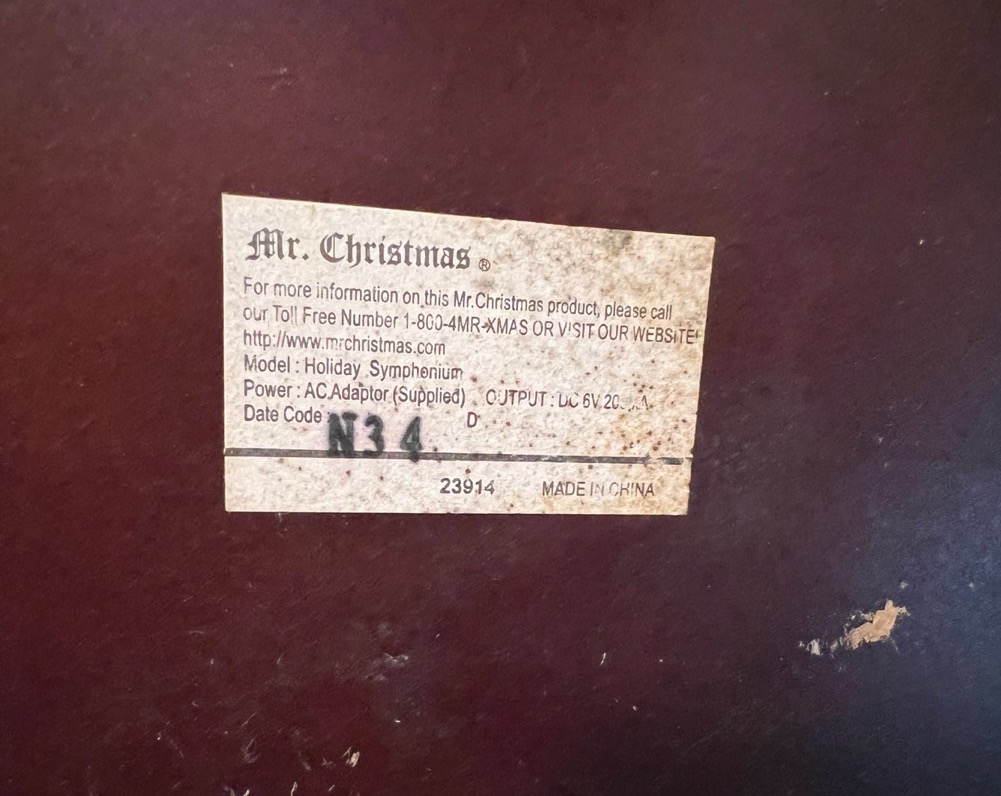 Mr. Christmas ®
For more information on this Mr.Christmas product, please call
our Toll Free Number 1-800-4MR-XMAS OR VISIT OUR WEBSITE!
http://www.mrchristmas.com
Model : Holiday Symphonium
Power : AC.Adaptor (Supplied) OUTPUT : DC 6V
Date Code : N34 D
23914 MADE IN CHINA